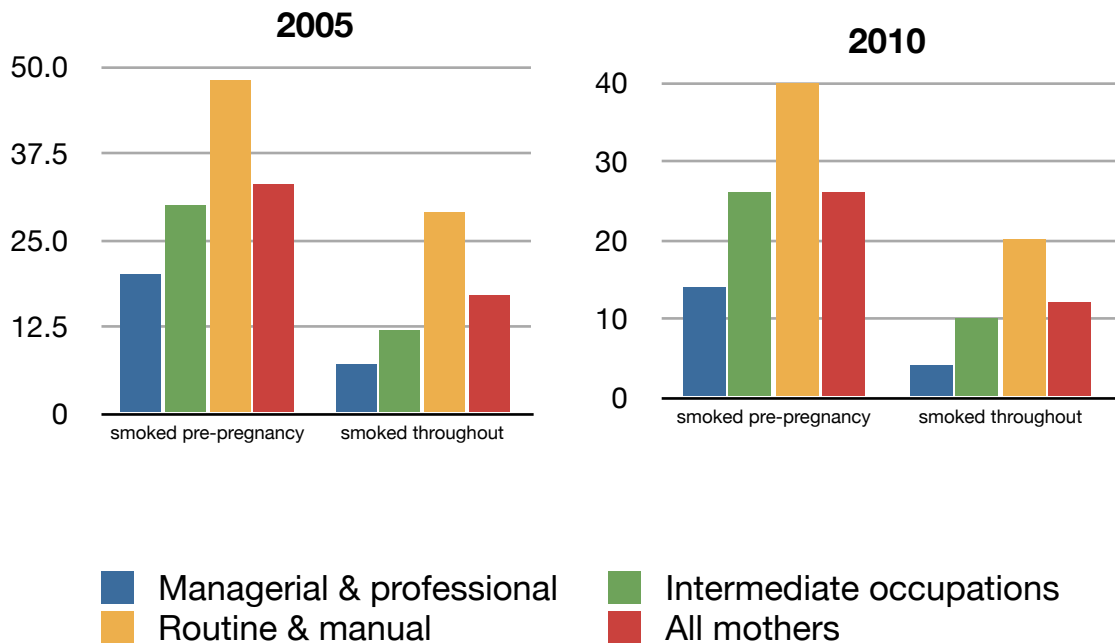 2005
50.0
37.5
25.0
12.5
0
smoked pre-pregnancy smoked throughout
2010
40
30
20
10
0
smoked pre-pregnancy smoked throughout
Managerial & professional
Intermediate occupations
Routine & manual
All mothers